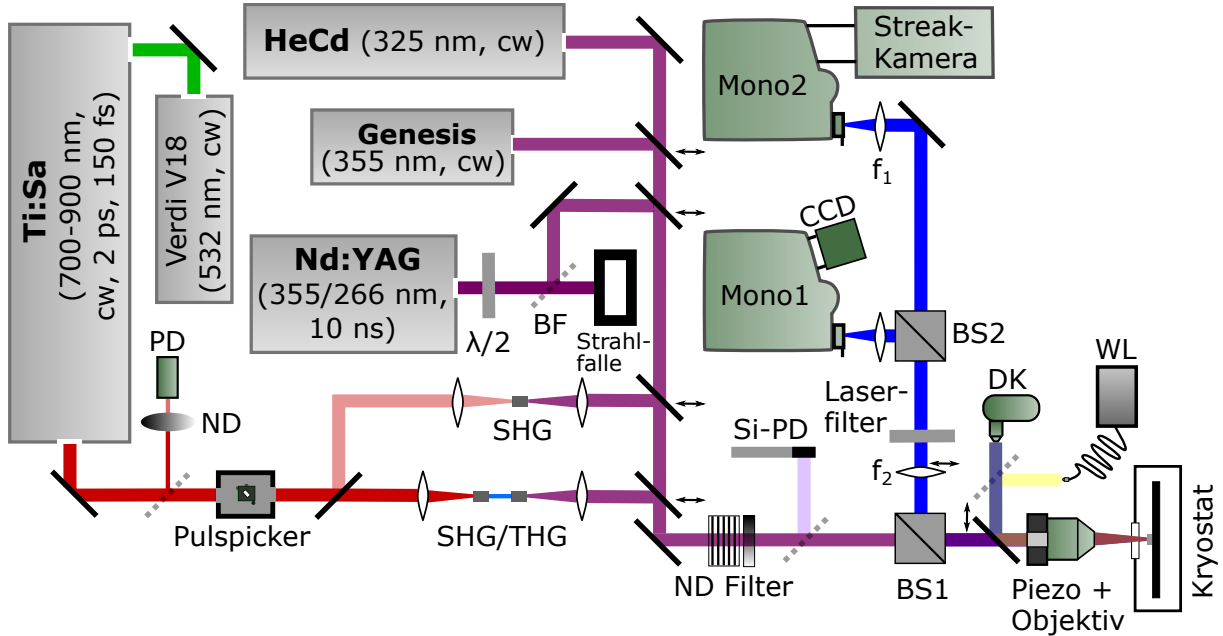 Ti:Sa
(700-900 nm,
cw, 2 ps, 150 fs)
Verdi V18
(532 nm, cw)
HeCd (325 nm, cw)
Genesis
(355 nm, cw)
Nd:YAG
(355/266 nm,
10 ns)
λ/2
BF
Strahl-
falle
PD
ND
Pulspicker
SHG
SHG/THG
Mono2
Streak-
Kamera
f1
CCD
Mono1
BS2
Laser-
filter
f2
Si-PD
ND Filter
BS1
DK
WL
Piezo +
Objektiv
Kryostat